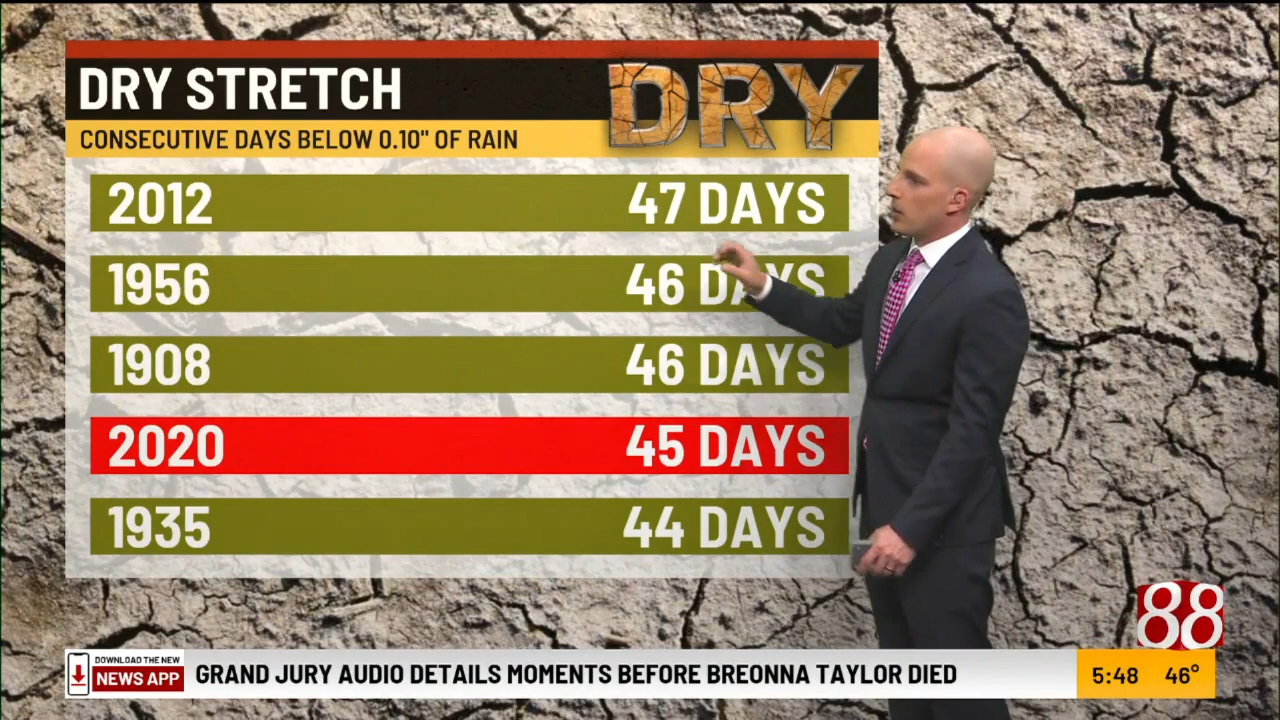 DRY STRETCH
DRY
CONSECUTIVE DAYS BELOW 0.10" OF RAIN
2012 47 DAYS
1956 46 DAYS
1908 46 DAYS
2020 45 DAYS
1935 44 DAYS
88
DOWNLOAD THE NEW
NEWS APP
GRAND JURY AUDIO DETAILS MOMENTS BEFORE BREONNA TAYLOR DIED
5:48 46°